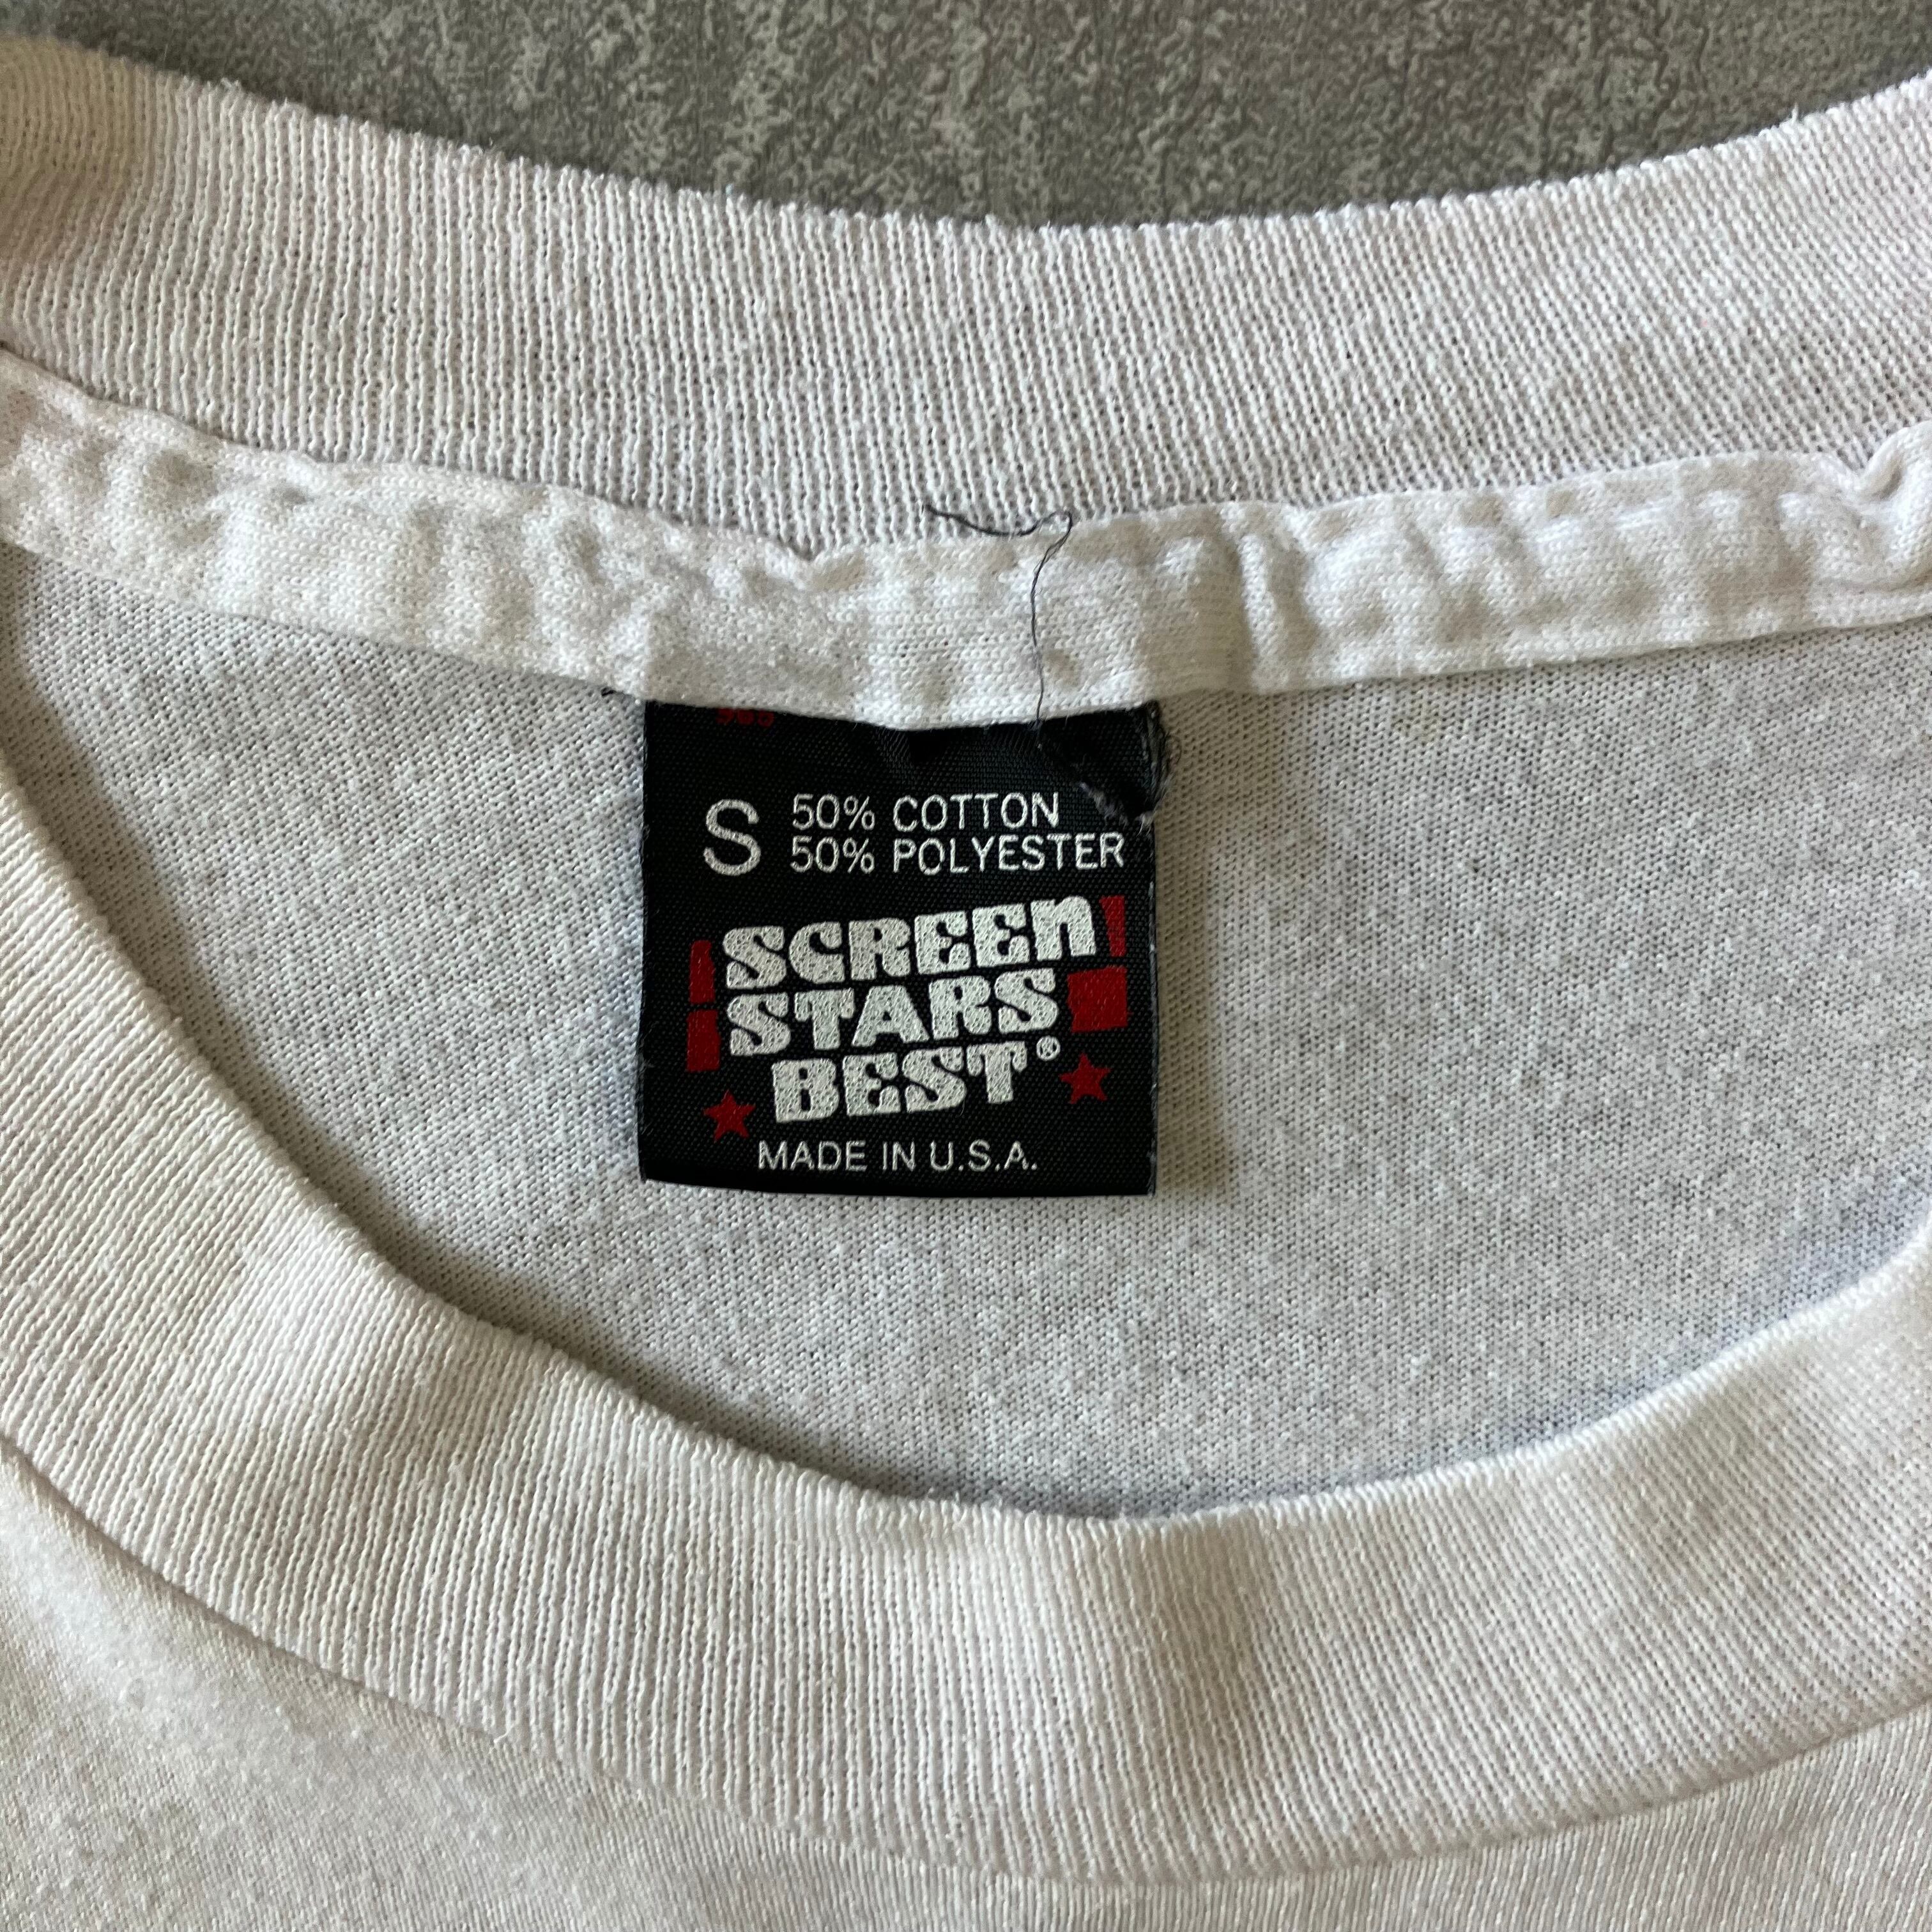 S 50% COTTON
50% POLYESTER
SCREEN
STARS
BEST®
MADE IN U.S.A.